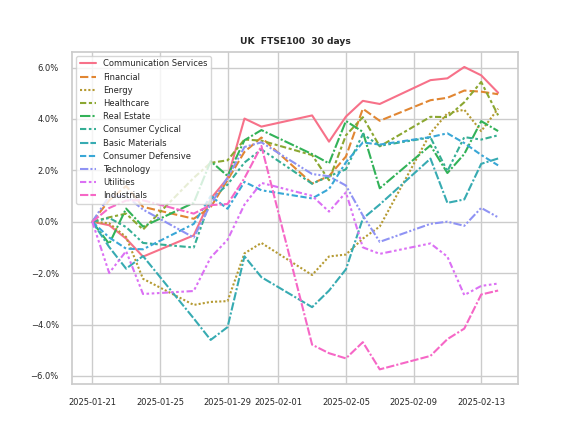 UK  FTSE100  30 days
6.0%
4.0%
2.0%
0.0%
−2.0%
−4.0%
−6.0%
Communication Services
Financial
Energy
Healthcare
Real Estate
Consumer Cyclical
Basic Materials
Consumer Defensive
Technology
Utilities
Industrials
2025-01-21 2025-01-25 2025-01-29 2025-02-01 2025-02-05 2025-02-09 2025-02-13